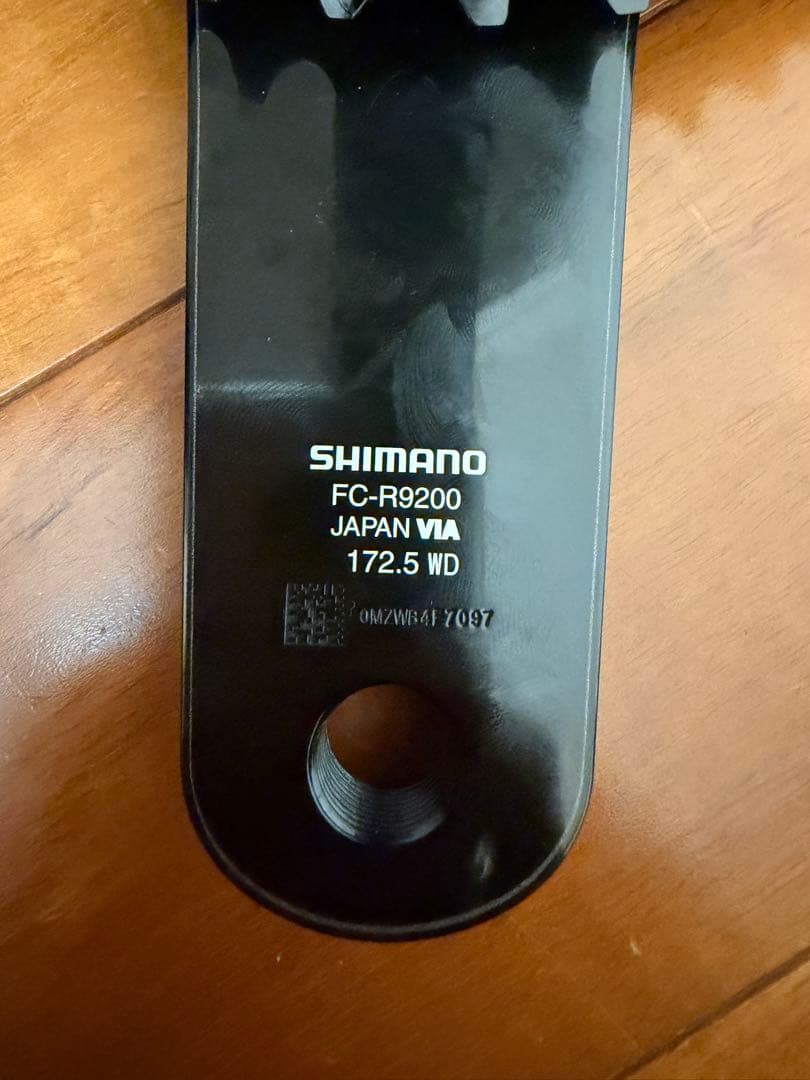 SHIMANO
FC-R9200
JAPAN VIA
172.5 WD
0MZWB4F7097